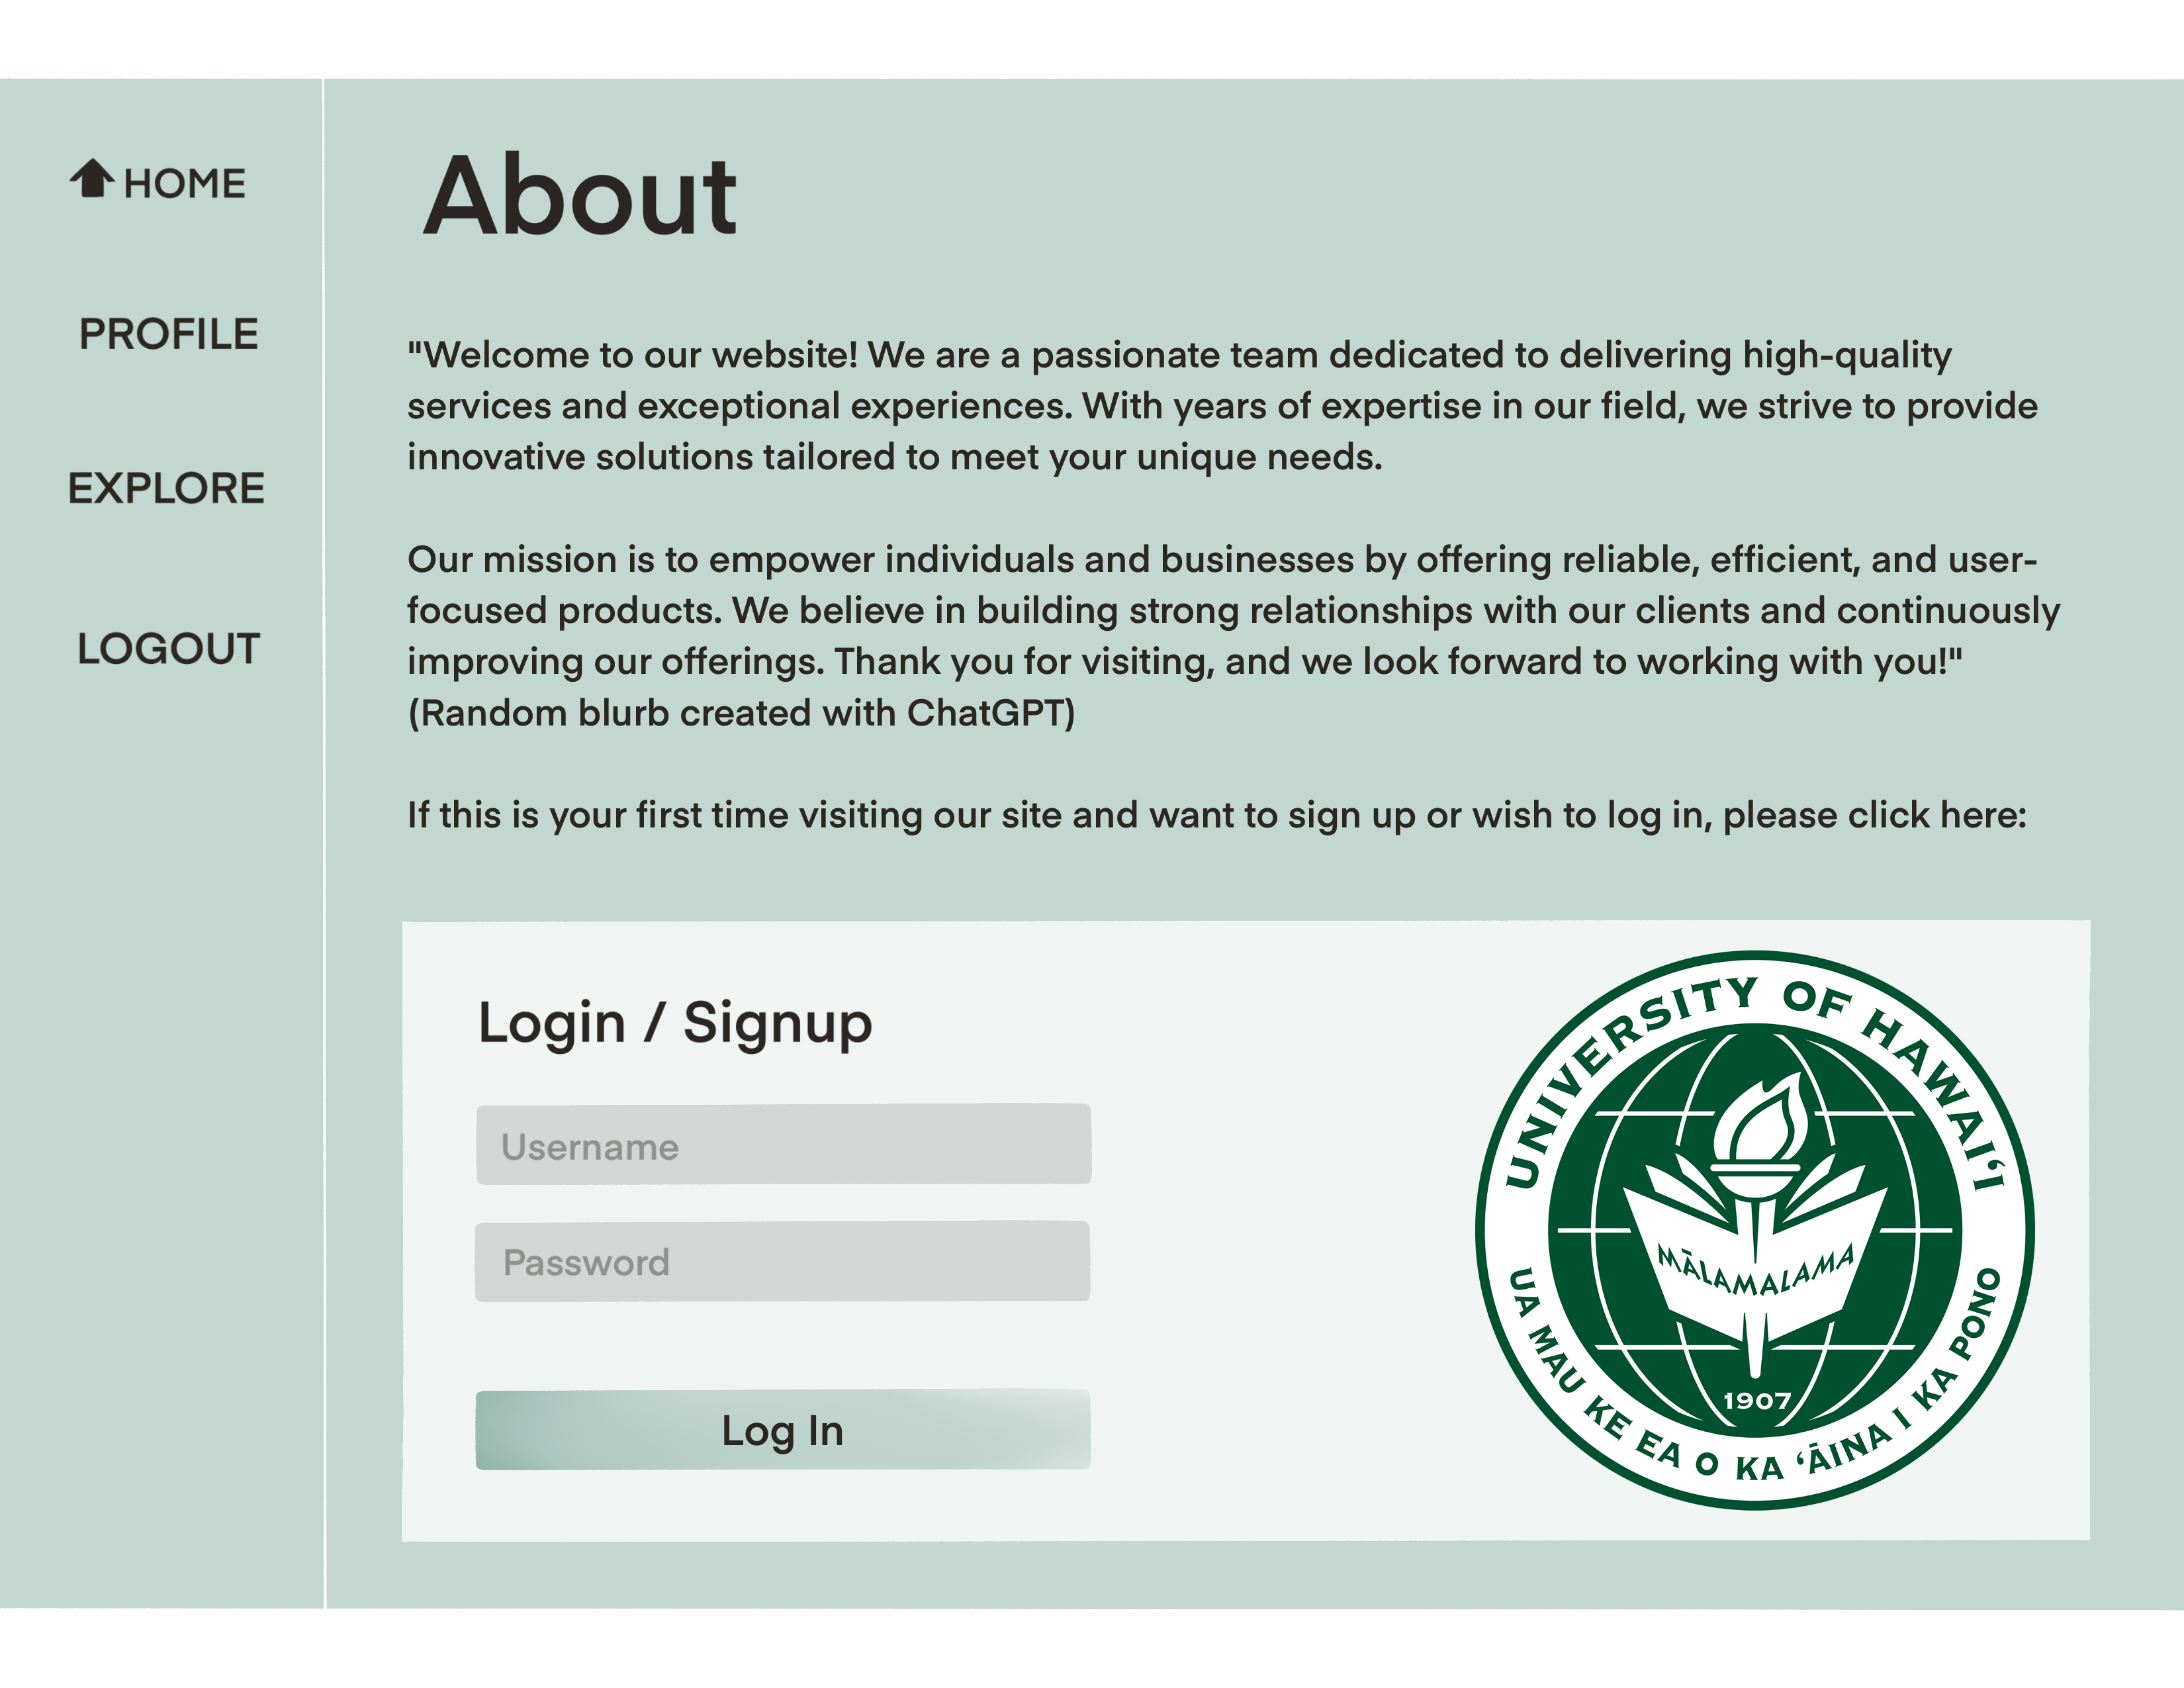 HOME
PROFILE
EXPLORE
LOGOUT
About
"Welcome to our website! We are a passionate team dedicated to delivering high-quality
services and exceptional experiences. With years of expertise in our field, we strive to provide
innovative solutions tailored to meet your unique needs.
Our mission is to empower individuals and businesses by offering reliable, efficient, and user-
focused products. We believe in building strong relationships with our clients and continuously
improving our offerings. Thank you for visiting, and we look forward to working with you!"
(Random blurb created with ChatGPT)
If this is your first time visiting our site and want to sign up or wish to log in, please click here:
Login / Signup
Username
Password
Log In
UNIVERSITY OF HAWAIʻI
MĀLAMALAMA
1907
UA MAU KE EA O KA ʻĀINA I KA PONO